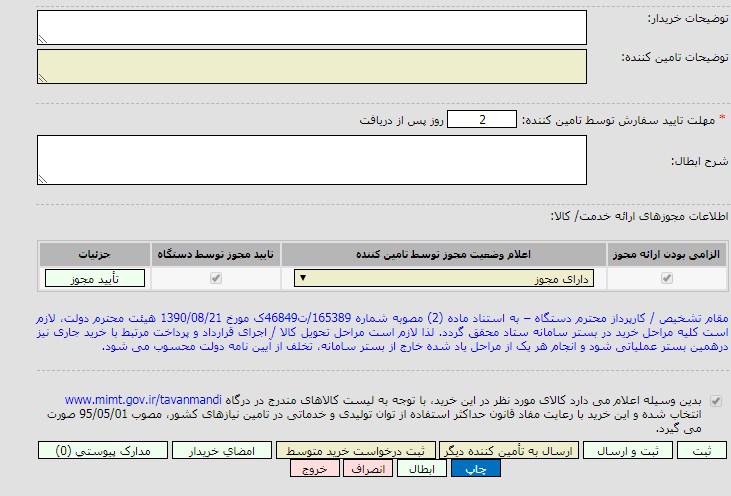 توضیحات خریدار:
توضیحات تامین کننده:
* مهلت تایید سفارش توسط تامین کننده: 2 روز پس از دریافت
شرح ابطال:
اطلاعات مجوزهای ارائه خدمت/ کالا:
الزامی بودن ارائه مجوز اعلام وضعیت مجوز توسط تامین کننده تایید مجوز توسط دستگاه جزئیات
دارای مجوز تأیید مجوز
مقام تشخیص / کارپرداز محترم دستگاه – به استناد ماده (2) مصوبه شماره 165389/ت46849ک مورخ 1390/08/21 هیئت محترم دولت، لازم
است کلیه مراحل خرید در بستر سامانه ستاد محقق گردد. لذا لازم است مراحل تحویل کالا / اجرای قرارداد و پرداخت مرتبط با خرید جاری نیز
درهمین بستر عملیاتی شود و انجام هر یک از مراحل یاد شده خارج از بستر سامانه، تخلف از آیین نامه دولت محسوب می شود.
بدین وسیله اعلام می دارد کالای مورد نظر در این خرید، با توجه به لیست کالاهای مندرج در درگاه www.mimt.gov.ir/tavanmandi
انتخاب شده و این خرید با رعایت مفاد قانون حداکثر استفاده از توان تولیدی و خدماتی در تامین نیازهای کشور، مصوب 95/05/01 صورت
می گیرد.
ثبت ثبت و ارسال ارسال به تأمین کننده دیگر ثبت درخواست خرید متوسط امضاي خریدار مدارک پیوستی (0)
چاپ ابطال انصراف خروج